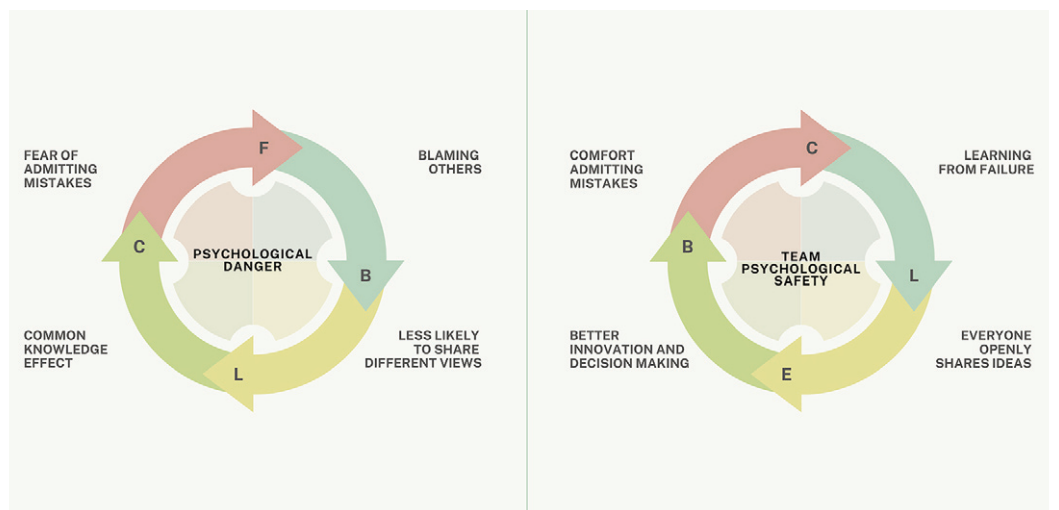 F
FEAR OF
ADMITTING
MISTAKES
BLAMING
OTHERS
C
PSYCHOLOGICAL
DANGER
B
COMMON
KNOWLEDGE
EFFECT
LESS LIKELY
TO SHARE
DIFFERENT VIEWS
L
C
COMFORT
ADMITTING
MISTAKES
LEARNING
FROM FAILURE
B
TEAM
PSYCHOLOGICAL
SAFETY
L
BETTER
INNOVATION AND
DECISION MAKING
EVERYONE
OPENLY
SHARES IDEAS
E